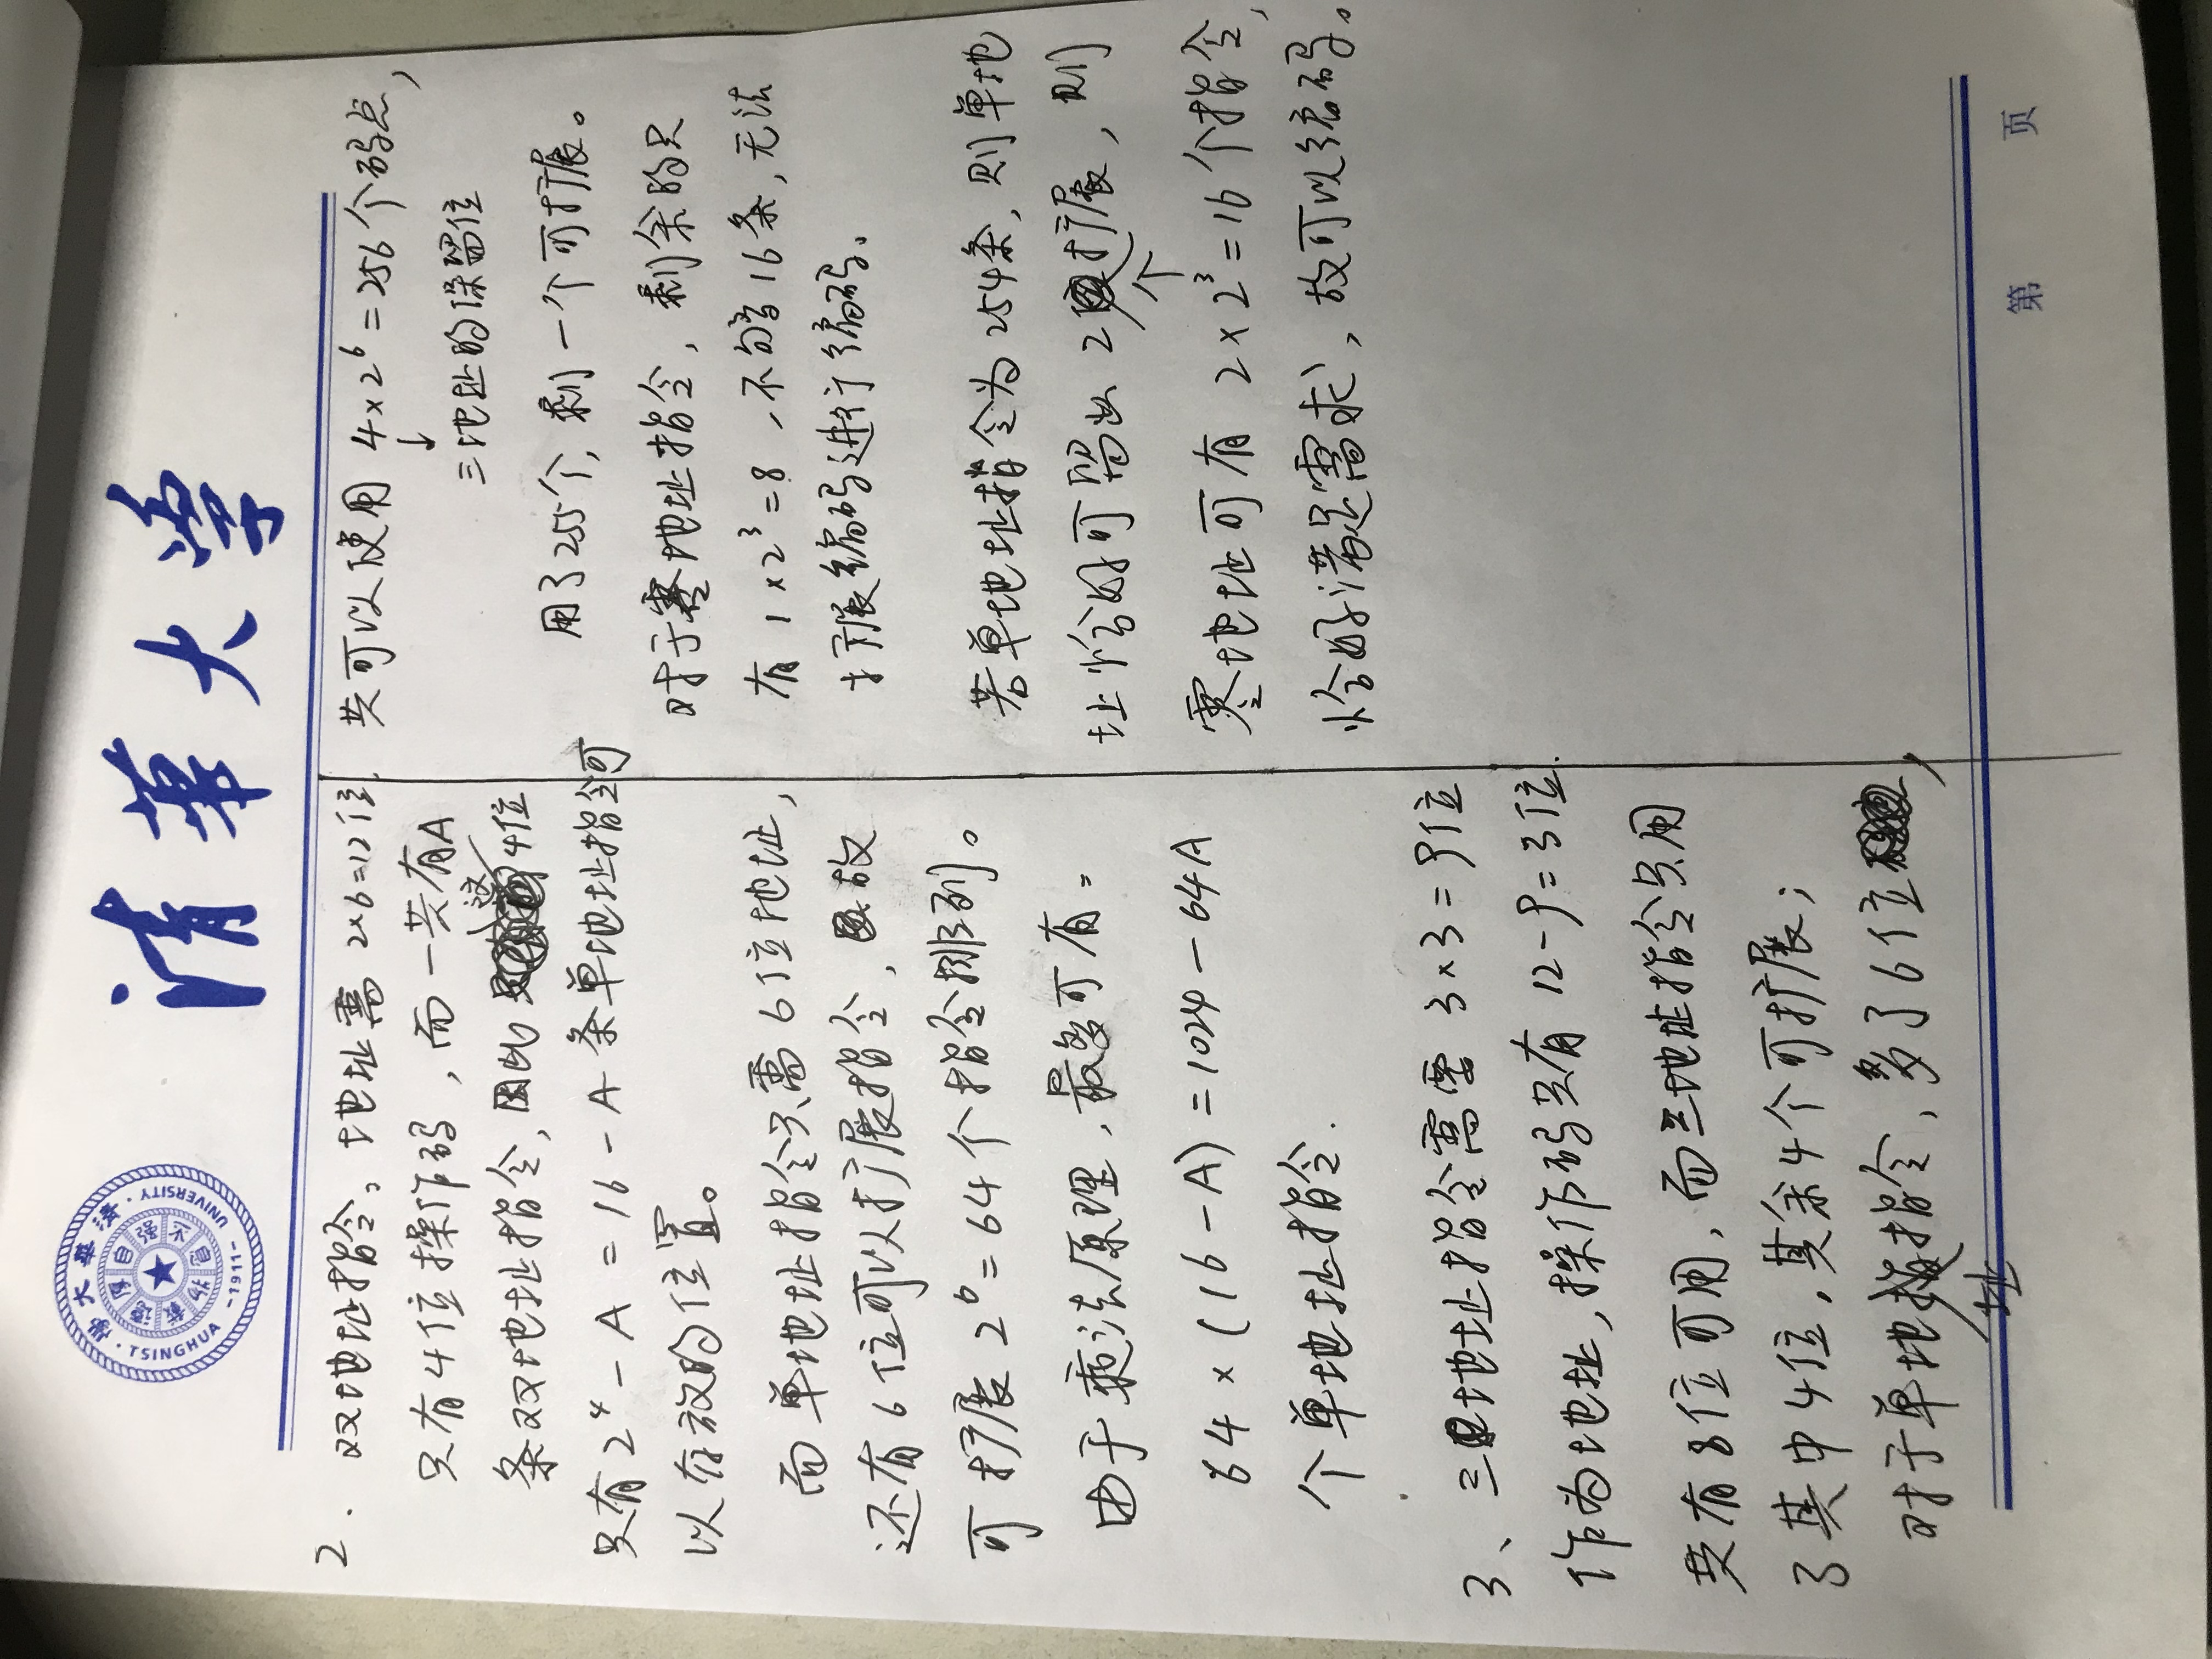 學大華清
TSINGHUA UNIVERSITY
自强不息
厚德載物
-1911-
清華大学
2. 双地址指令。地址需 2×6=12位.
只有4位操作码，而一共有A
条双地址指令，因此 这 4位
只有 2⁴-A = 16-A 条单地址指令可
以存放的位置。
而单地址指令只需6位地址，
还有6位可以扩展指令，故
可扩展 2⁶=64个指令排列。
由于乘法原理，最多可有。
64×(16-A)=1024-64A
个单地址指令.
3、三地址指令需要 3×3=9位
作为地址，操作码共有 12-9=3位.
共有8位可用，而三地址指令只用
了其中4位。其余4个可扩展；
对于单地址指令，多了6位，
共可以使用 4×2⁶=256个码点，
↓
三地址的保留位
用了255个，剩一个可扩展。
对于零地址指令，剩余的只
有 1×2³=8，不够16条，无法
扩展编码进行编码。
若单地址指令为254条，则单地
址恰好可留出2个扩展，则
零地址可有 2×2³=16个指令，
恰好满足需求，故可以编码。
第 页